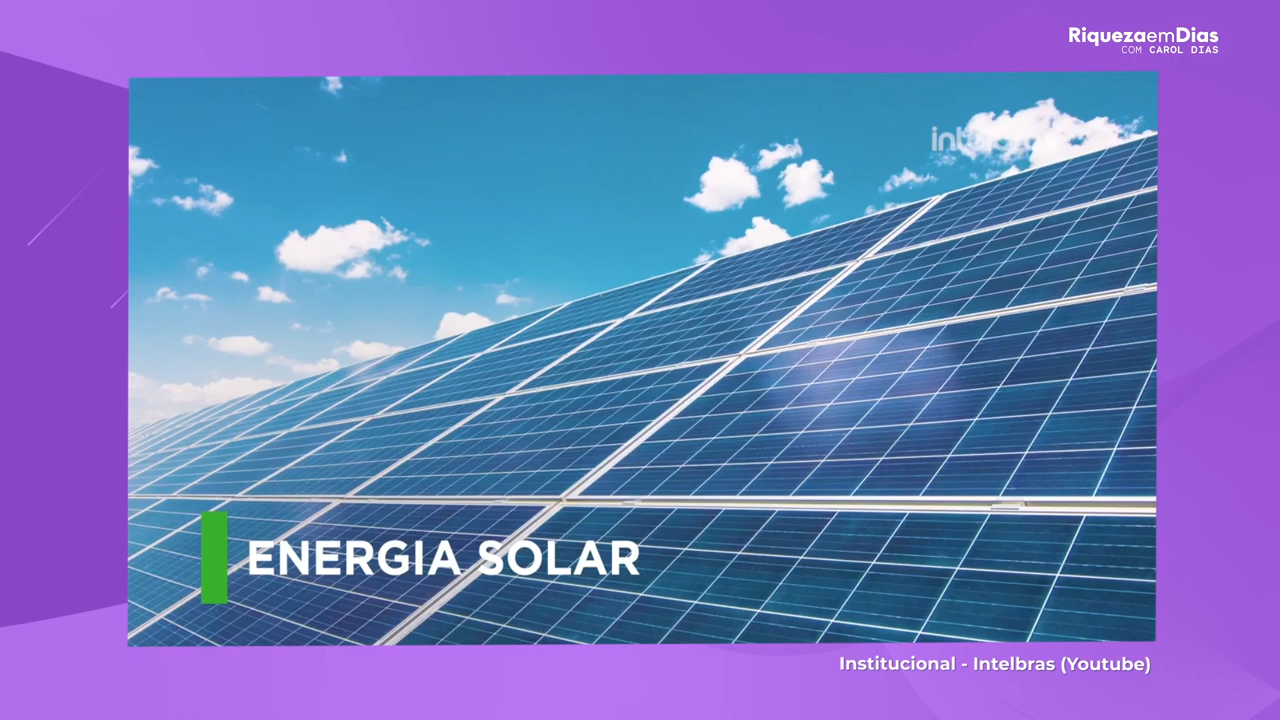 RiquezaemDias
COM CAROL DIAS
ENERGIA SOLAR
Institucional - Intelbras (Youtube)